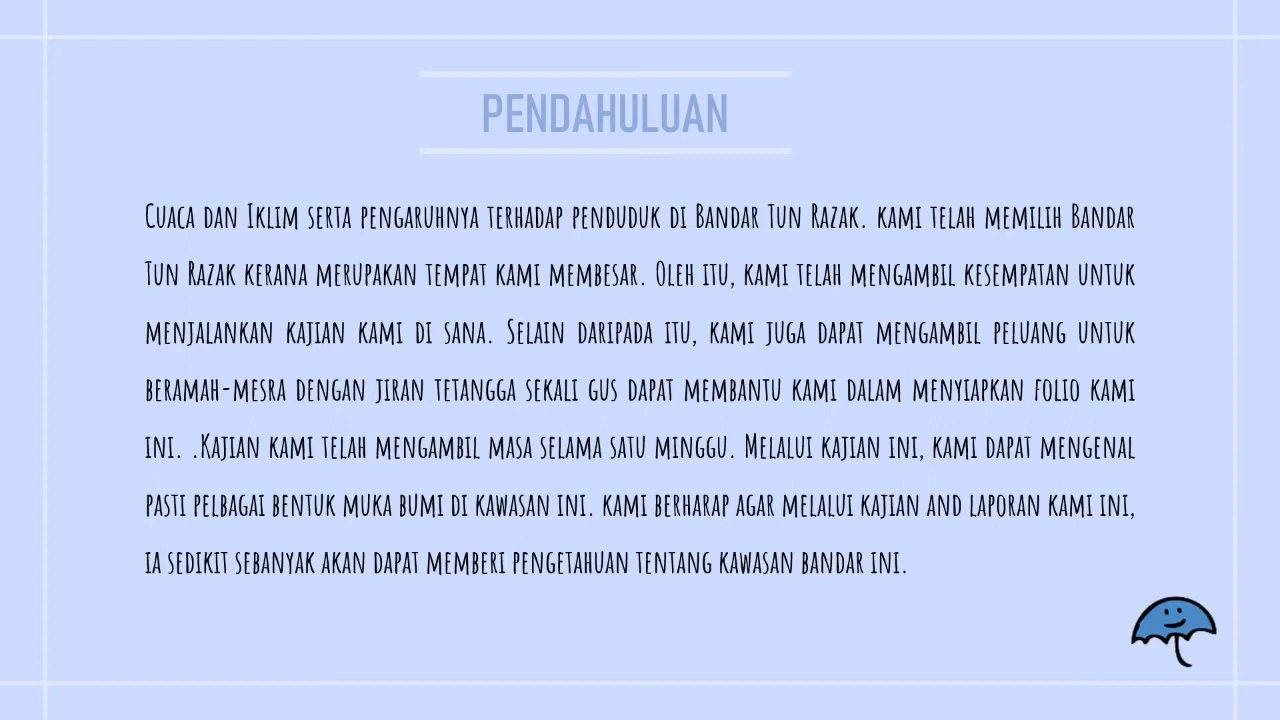 PENDAHULUAN
Cuaca dan Iklim serta pengaruhnya terhadap penduduk di Bandar Tun Razak. kami telah memilih Bandar
Tun Razak kerana merupakan tempat kami membesar. Oleh itu, kami telah mengambil kesempatan untuk
menjalankan kajian kami di sana. Selain daripada itu, kami juga dapat mengambil peluang untuk
beramah-mesra dengan jiran tetangga sekali gus dapat membantu kami dalam menyiapkan folio kami
ini. .Kajian kami telah mengambil masa selama satu minggu. Melalui kajian ini, kami dapat mengenal
pasti pelbagai bentuk muka bumi di kawasan ini. kami berharap agar melalui kajian and laporan kami ini,
ia sedikit sebanyak akan dapat memberi pengetahuan tentang kawasan bandar ini.